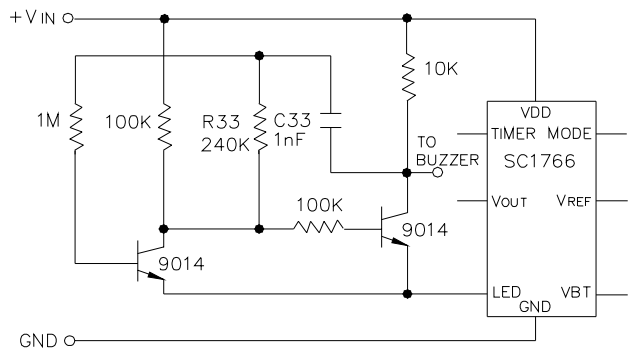 +VIN
1M
100K
R33
240K
C33
1nF
10K
TO
BUZZER
100K
9014
9014
VDD
TIMER MODE
SC1766
VOUT VREF
LED VBT
GND
GND